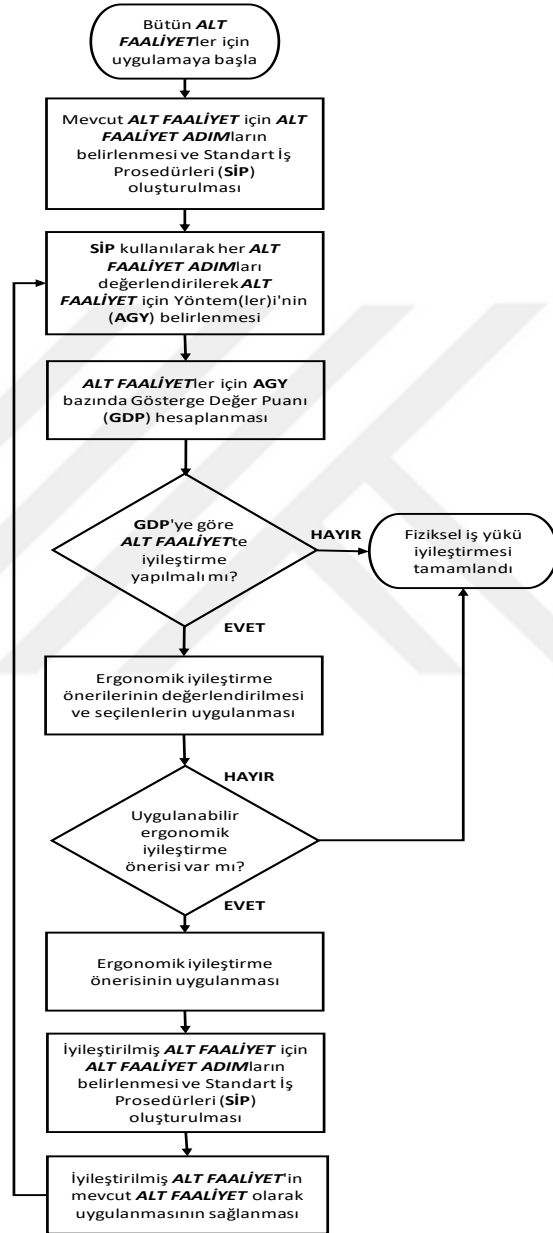 Bütün ALT
FAALİYETler için
uygulamaya başla
Mevcut ALT FAALİYET için ALT
FAALİYET ADIMların
belirlenmesi ve Standart İş
Prosedürleri (SİP)
oluşturulması
SİP kullanılarak her ALT
FAALİYET ADIMları
değerlendirilerek ALT
FAALİYET için Yöntem(ler)i'nin
(AGY) belirlenmesi
ALT FAALİYETler için AGY
bazında Gösterge Değer Puanı
(GDP) hesaplanması
GDP'ye göre
ALT FAALİYETte
iyileştirme
yapılmalı mı?
HAYIR
Fiziksel iş yükü
iyileştirmesi
tamamlandı
EVET
Ergonomik iyileştirme
önerilerinin değerlendirilmesi
ve seçilenlerin uygulanması
HAYIR
Uygulanabilir
ergonomik
iyileştirme
önerisi var mı?
EVET
Ergonomik iyileştirme
önerisinin uygulanması
İyileştirilmiş ALT FAALİYET için
ALT FAALİYET ADIMların
belirlenmesi ve Standart İş
Prosedürleri (SİP)
oluşturulması
İyileştirilmiş ALT FAALİYET'in
mevcut ALT FAALİYET olarak
uygulanmasının sağlanması